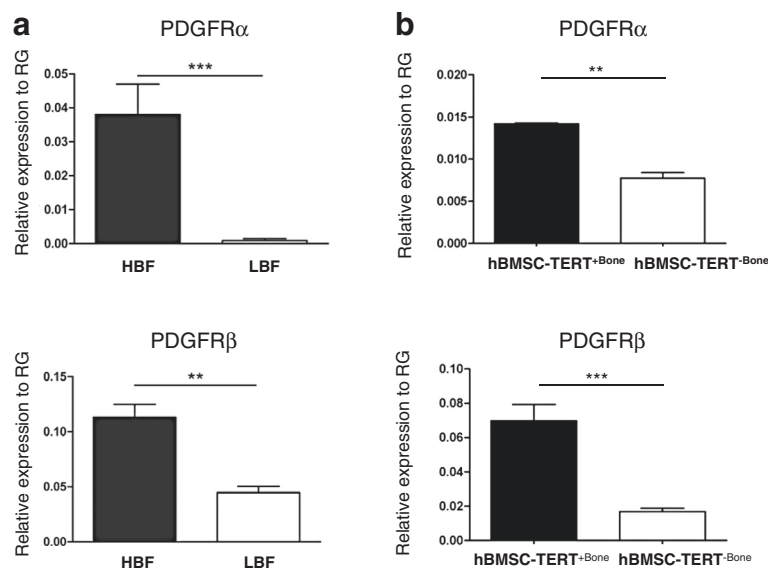 a
PDGFRα
Relative expression to RG
0.05
0.04
0.03
0.02
0.01
0.00
***
HBF LBF
b
PDGFRα
Relative expression to RG
0.020
0.015
0.010
0.005
0.000
**
hBMSC-TERT+Bone hBMSC-TERT-Bone
PDGFRβ
Relative expression to RG
0.15
0.10
0.05
0.00
**
HBF LBF
PDGFRβ
Relative expression to RG
0.10
0.08
0.06
0.04
0.02
0.00
***
hBMSC-TERT+Bone hBMSC-TERT-Bone